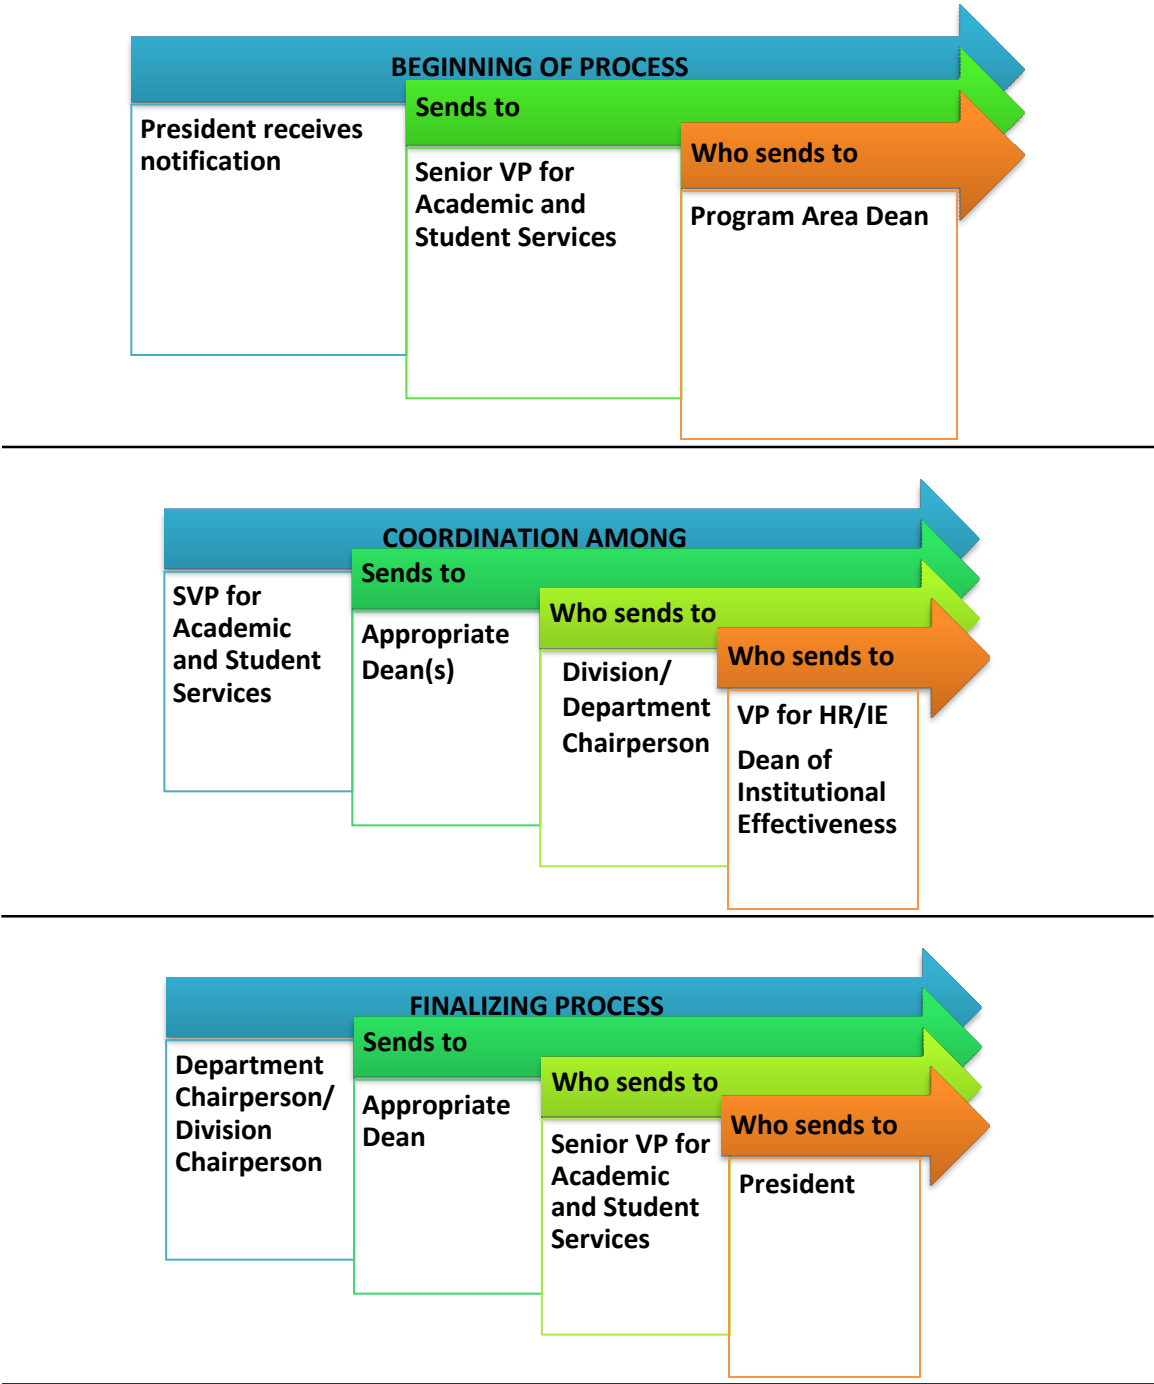 BEGINNING OF PROCESS
President receives
notification
Sends to
Senior VP for
Academic and
Student Services
Who sends to
Program Area Dean
COORDINATION AMONG
SVP for
Academic
and Student
Services
Sends to
Appropriate
Dean(s)
Who sends to
Division/
Department
Chairperson
Who sends to
VP for HR/IE
Dean of
Institutional
Effectiveness
FINALIZING PROCESS
Department
Chairperson/
Division
Chairperson
Sends to
Appropriate
Dean
Who sends to
Senior VP for
Academic
and Student
Services
Who sends to
President